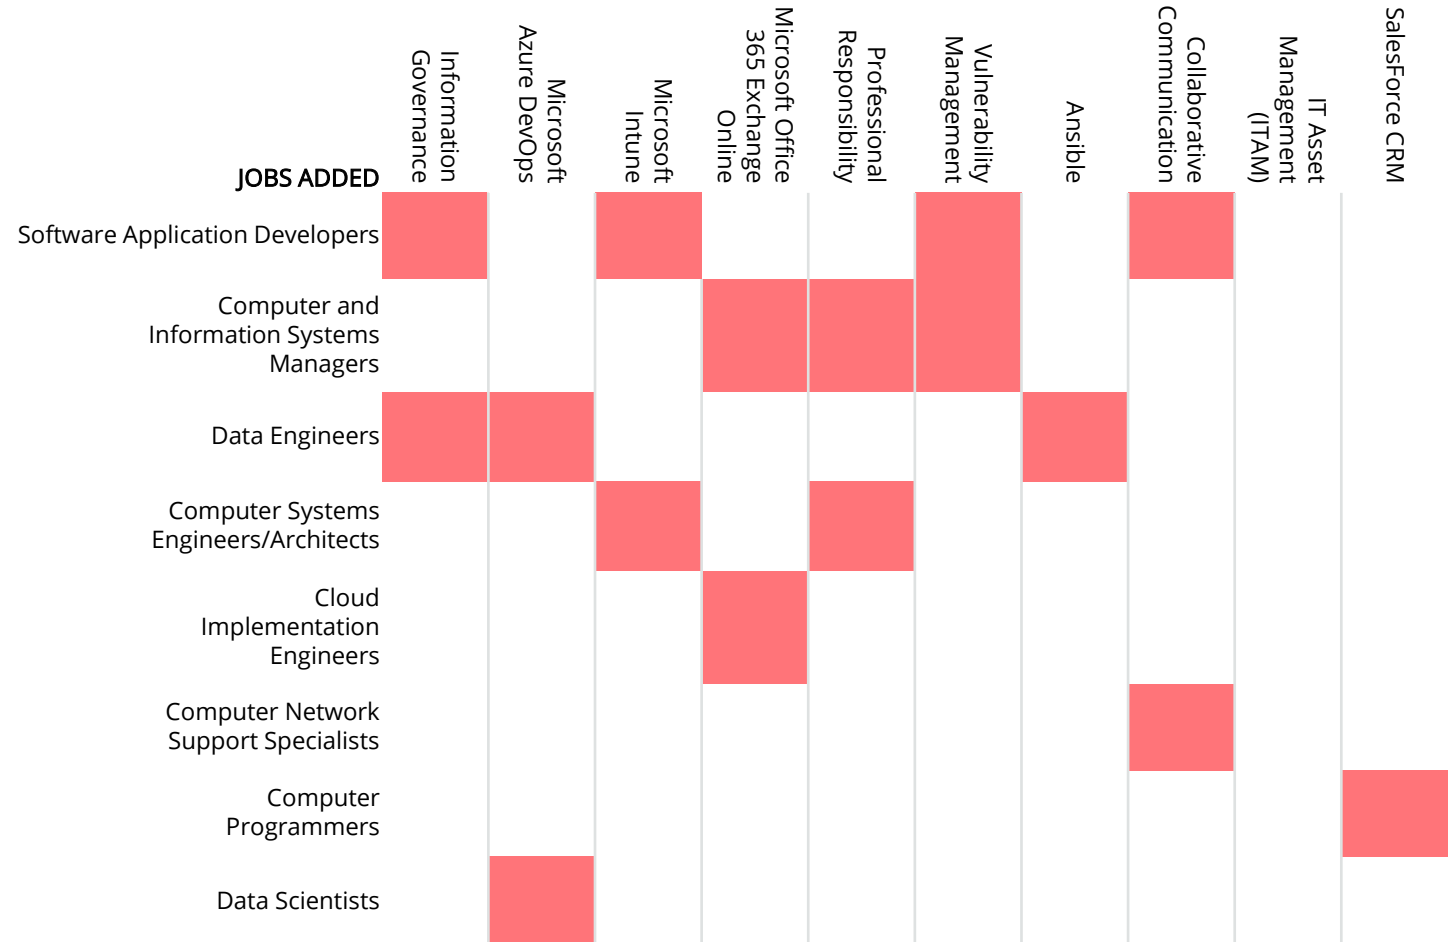 Information
Governance
Microsoft
Azure DevOps
Microsoft
Intune
Microsoft Office
365 Exchange
Online
Professional
Responsibility
Vulnerability
Management
Ansible
Collaborative
Communication
IT Asset
Management
(ITAM)
SalesForce CRM
JOBS ADDED
Software Application Developers
Computer and
Information Systems
Managers
Data Engineers
Computer Systems
Engineers/Architects
Cloud
Implementation
Engineers
Computer Network
Support Specialists
Computer
Programmers
Data Scientists